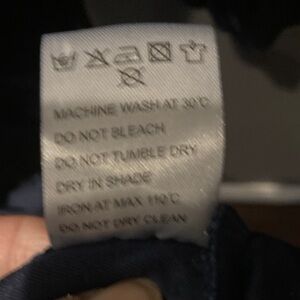 MACHINE WASH AT 30°C
DO NOT BLEACH
DO NOT TUMBLE DRY
DRY IN SHADE
IRON AT MAX 110°C
DO NOT DRY CLEAN